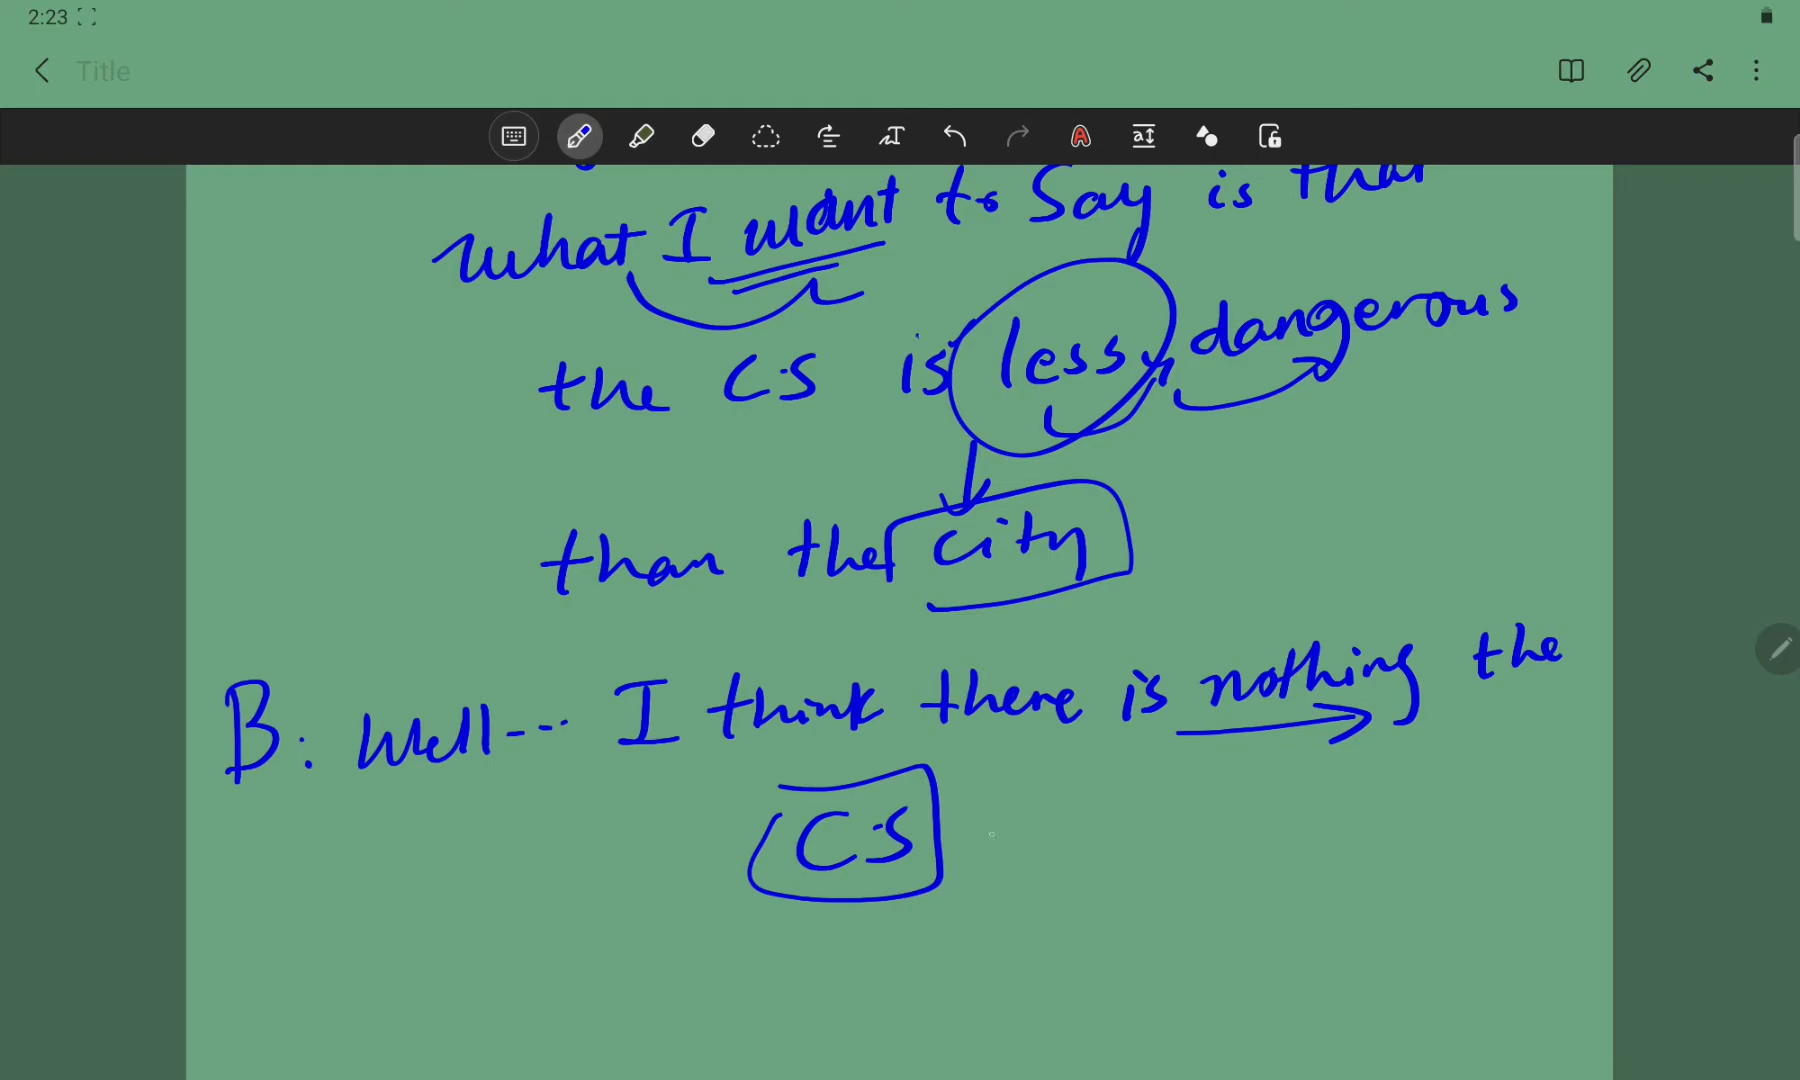 2:23
Title
what I want to Say is that
the C.S is less dangerous
than the city
B: Well--- I think there is nothing the
C.S